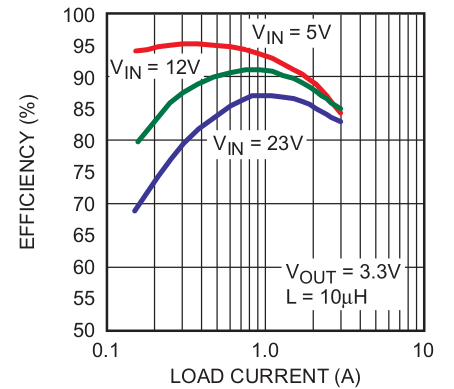 100
95
90
85
80
75
70
65
60
55
50
EFFICIENCY (%)
VIN = 5V
VIN = 12V
VIN = 23V
VOUT = 3.3V
L = 10µH
0.1
1.0
10
LOAD CURRENT (A)